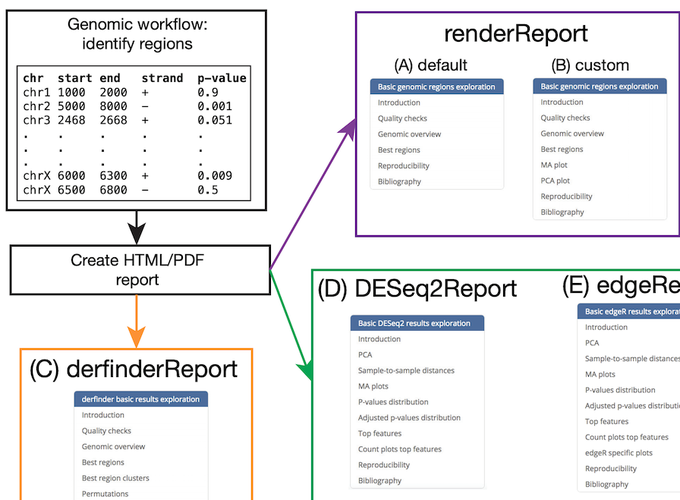 Genomic workflow:
identify regions
chr start end strand p-value
chr1 1000 2000 + 0.9
chr2 5000 8000 – 0.001
chr3 2468 2668 + 0.051
. . . . .
. . . . .
. . . . .
chrX 6000 6300 + 0.009
chrX 6500 6800 – 0.5
Create HTML/PDF
report
renderReport
(A) default
Basic genomic regions exploration
Introduction
Quality checks
Genomic overview
Best regions
Reproducibility
Bibliography
(B) custom
Basic genomic regions exploration
Introduction
Quality checks
Genomic overview
Best regions
MA plot
PCA plot
Reproducibility
Bibliography
(C) derfinderReport
derfinder basic results exploration
Introduction
Quality checks
Genomic overview
Best regions
Best region clusters
Permutations
(D) DESeq2Report
Basic DESeq2 results exploration
Introduction
PCA
Sample-to-sample distances
MA plots
P-values distribution
Adjusted p-values distribution
Top features
Count plots top features
Reproducibility
Bibliography
(E) edgeRe
Basic edgeR results explorat
Introduction
PCA
Sample-to-sample distances
MA plots
P-values distribution
Adjusted p-values distributi
Top features
Count plots top features
edgeR specific plots
Reproducibility
Bibliography